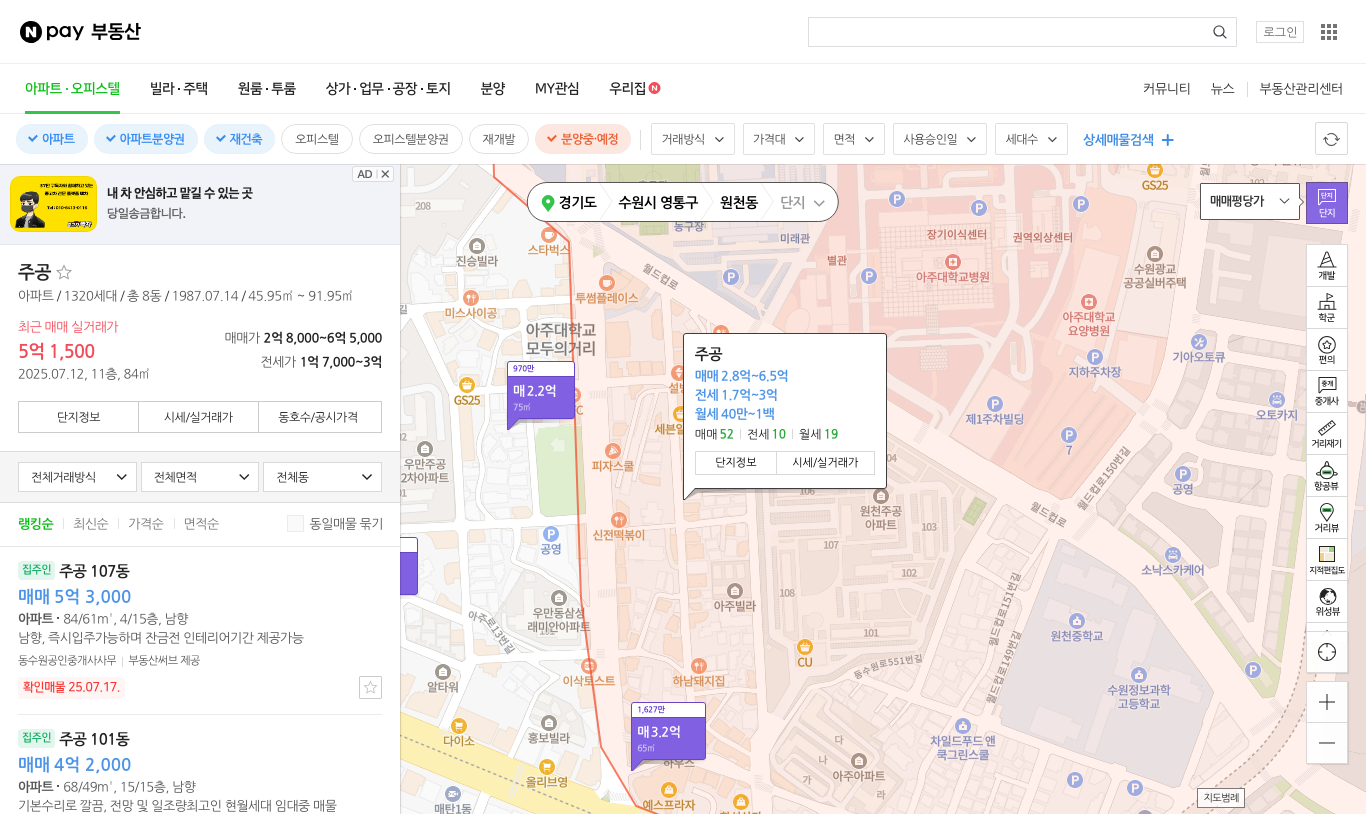 N pay 부동산
로그인
아파트·오피스텔 빌라·주택 원룸·투룸 상가·업무·공장·토지 분양 MY관심 우리집 N
커뮤니티 뉴스 부동산관리센터
아파트 아파트분양권 재건축 오피스텔 오피스텔분양권 재개발 분양중·예정 거래방식 가격대 면적 사용승인일 세대수 상세매물검색
AD
내 차 안심하고 맡길 수 있는 곳
당일송금합니다.
주공
아파트 / 1320세대 / 총 8동 / 1987.07.14 / 45.95㎡ ~ 91.95㎡
최근 매매 실거래가
5억 1,500
2025.07.12, 11층, 84㎡
매매가 2억 8,000~6억 5,000
전세가 1억 7,000~3억
단지정보 시세/실거래가 동호수/공시가격
전체거래방식 전체면적 전체동
랭킹순 최신순 가격순 면적순 동일매물 묶기
집주인 주공 107동
매매 5억 3,000
아파트 · 84/61㎡, 4/15층, 남향
남향, 즉시입주가능하며 잔금전 인테리어기간 제공가능
동수원공인중개사사무 부동산써브 제공
확인매물 25.07.17.
집주인 주공 101동
매매 4억 2,000
아파트 · 68/49㎡, 15/15층, 남향
기본수리로 깔끔, 전망 및 일조량최고인 현월세대 임대중 매물
경기도 수원시 영통구 원천동 단지
매매평당가
단지
단지
개발
학군
편의
중개
중개사
거리재기
항공뷰
거리뷰
지적편집도
위성뷰
지도범례
208
진승빌라
스타벅스
농구장
미래관
장기이식센터
권역외상센터
GS25
별관
아주대학교병원
수원광교
공공실버주택
월드컵로
투썸플레이스
미스사이공
아주대학교
모두의거리
아주대학교
요양병원
기아오토큐
지하주차장
오토카지
제1주차빌딩
7
970만
매 2.2억
75㎡
GS25
주공
매매 2.8억~6.5억
전세 1.7억~3억
월세 40만~1백
매매 52 전세 10 월세 19
단지정보 시세/실거래가
세븐일
피자스쿨
우만주공
2차아파트
106
원천주공
아파트
103
107
102
108
101
월드컵로
월드컵로150번길
공영
신전떡볶이
공영
소낙스카케어
아주빌라
우만동삼성
래미안아파트
아주로13번길
이삭토스트
하남돼지집
CU
동수원로551번길
월드컵로151번길
월드컵로149번길
원천중학교
수원정보과학
고등학교
알타워
홍보빌라
다이소
올리브영
매탄1동
1,627만
매 3.2억
65㎡
하우스
예스프라자
다
나
가
라
아주아파트
차일드푸드 앤
쿡그린스쿨